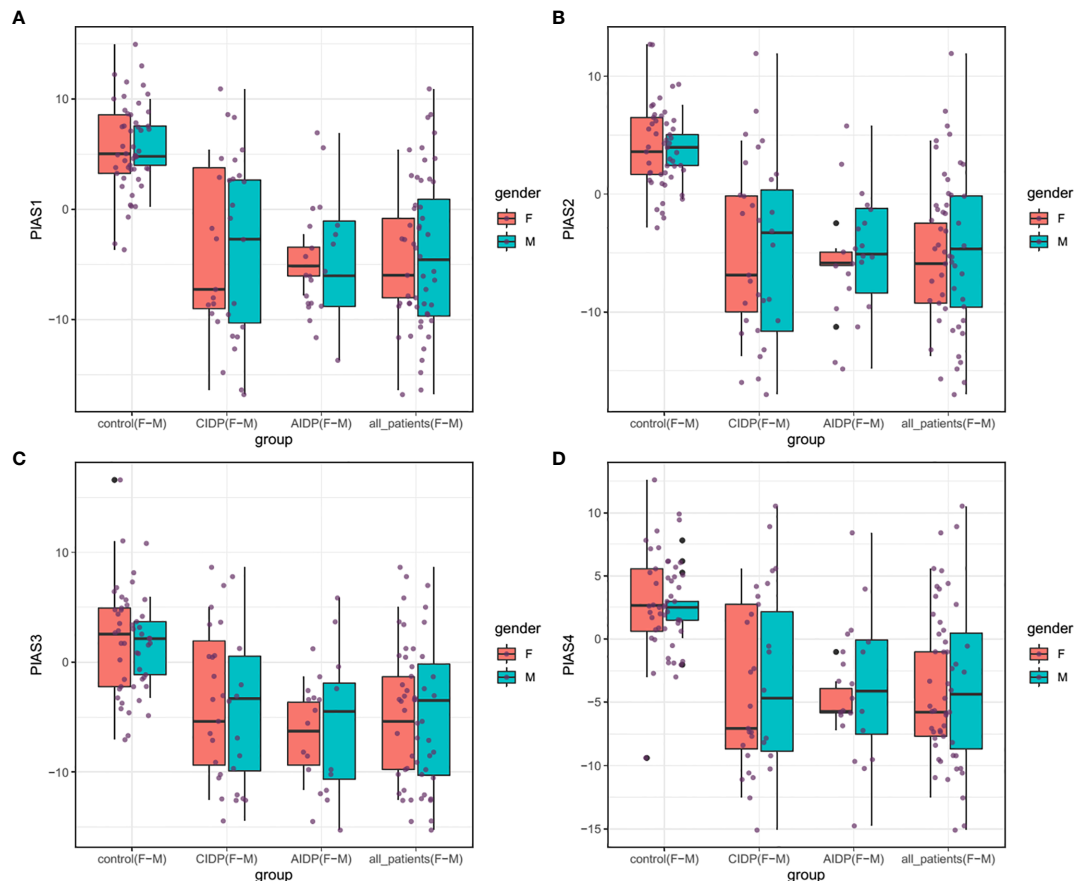 A
PIAS1
10
0
−10
control(F−M) CIDP(F−M) AIDP(F−M) all_patients(F−M)
group
gender
F
M
B
PIAS2
10
0
−10
control(F−M) CIDP(F−M) AIDP(F−M) all_patients(F−M)
group
gender
F
M
C
PIAS3
10
0
−10
control(F−M) CIDP(F−M) AIDP(F−M) all_patients(F−M)
group
gender
F
M
D
PIAS4
10
5
0
−5
−10
−15
control(F−M) CIDP(F−M) AIDP(F−M) all_patients(F−M)
group
gender
F
M